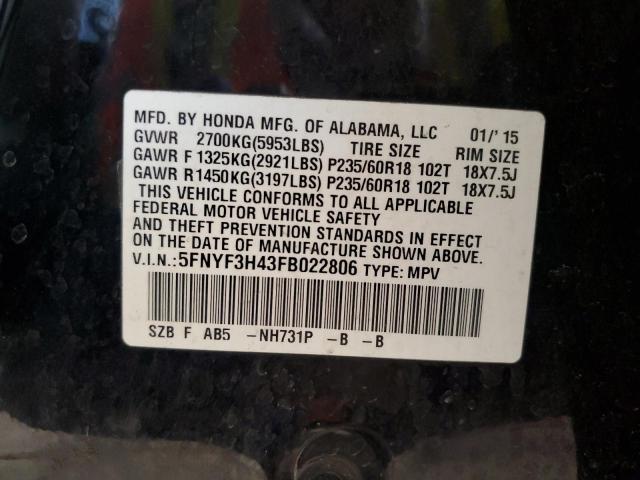 MFD. BY HONDA MFG. OF ALABAMA, LLC 01/' 15
GVWR 2700KG(5953LBS) TIRE SIZE RIM SIZE
GAWR F 1325KG(2921LBS) P235/60R18 102T 18X7.5J
GAWR R1450KG(3197LBS) P235/60R18 102T 18X7.5J
THIS VEHICLE CONFORMS TO ALL APPLICABLE
FEDERAL MOTOR VEHICLE SAFETY
AND THEFT PREVENTION STANDARDS IN EFFECT
ON THE DATE OF MANUFACTURE SHOWN ABOVE.
V.I.N.:5FNYF3H43FB022806 TYPE: MPV
SZB F AB5 -NH731P -B -B